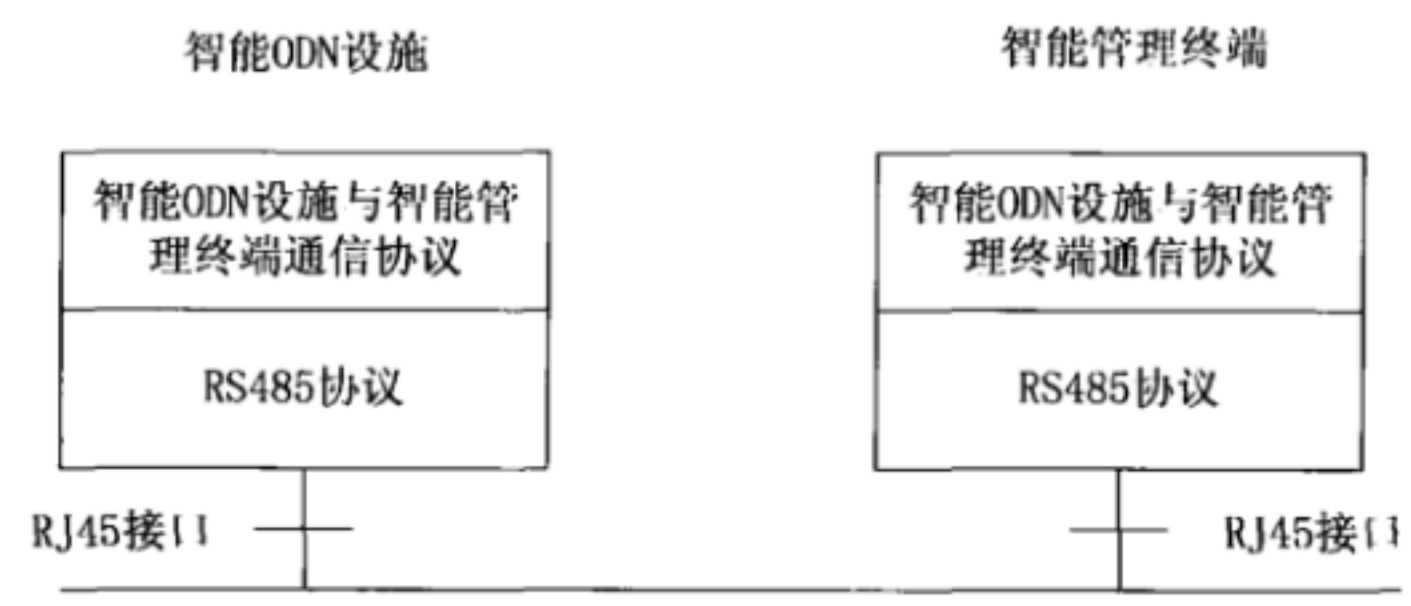 智能ODN设施
智能管理终端
智能ODN设施与智能管
理终端通信协议
智能ODN设施与智能管
理终端通信协议
RS485协议
RS485协议
RJ45接口
RJ45接口